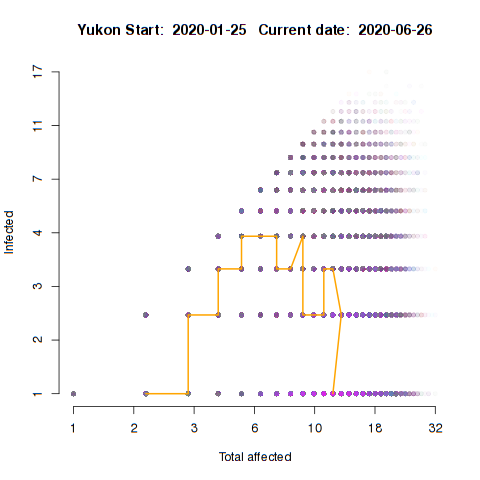 Yukon Start: 2020-01-25 Current date: 2020-06-26
17
11
7
4
3
2
1
Infected
1 2 3 6 10 18 32
Total affected